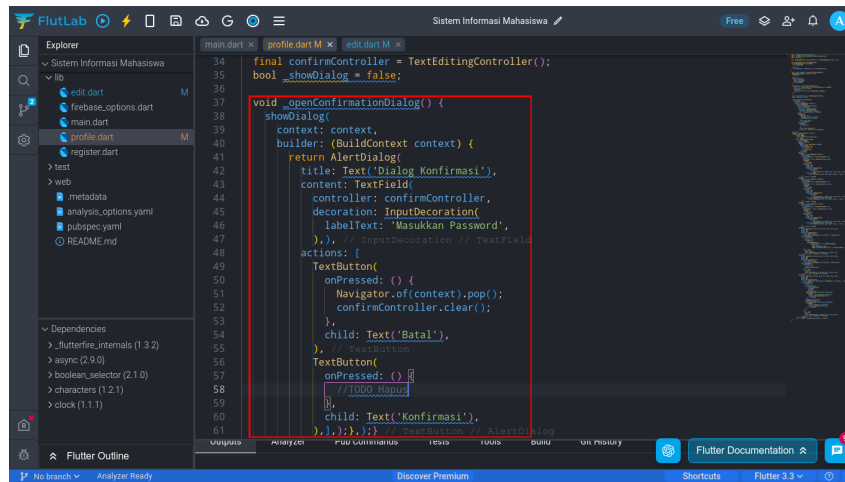 FlutLab
Sistem Informasi Mahasiswa
Free
A
Explorer
main.dart × profile.dart M × edit.dart M ×
Sistem Informasi Mahasiswa
lib
edit.dart M
firebase_options.dart
main.dart
profile.dart M
register.dart
test
web
.metadata
analysis_options.yaml
pubspec.yaml
README.md
2
Dependencies
_flutterfire_internals (1.3.2)
async (2.9.0)
boolean_selector (2.1.0)
characters (1.2.1)
clock (1.1.1)
Flutter Outline
34 final confirmController = TextEditingController();
35 bool _showDialog = false;
36
37 void _openConfirmationDialog() {
38 showDialog(
39 context: context,
40 builder: (BuildContext context) {
41 return AlertDialog(
42 title: Text('Dialog Konfirmasi'),
43 content: TextField(
44 controller: confirmController,
45 decoration: InputDecoration(
46 labelText: 'Masukkan Password',
47 ),), // InputDecoration // TextField
48 actions: [
49 TextButton(
50 onPressed: () {
51 Navigator.of(context).pop();
52 confirmController.clear();
53 },
54 child: Text('Batal'),
55 ), // TextButton
56 TextButton(
57 onPressed: () {
58 //TODO Hapus
59 },
60 child: Text('Konfirmasi'),
61 ),],);},);} // TextButton // AlertDialog
Outputs Analyzer Pub Commands Tests Tools Build Git History
Flutter Documentation
No branch Analyzer Ready
Discover Premium
Shortcuts
Flutter 3.3